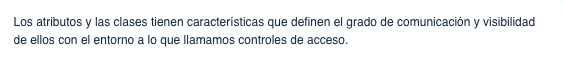 Los atributos y las clases tienen características que definen el grado de comunicación y visibilidad
de ellos con el entorno a lo que llamamos controles de acceso.